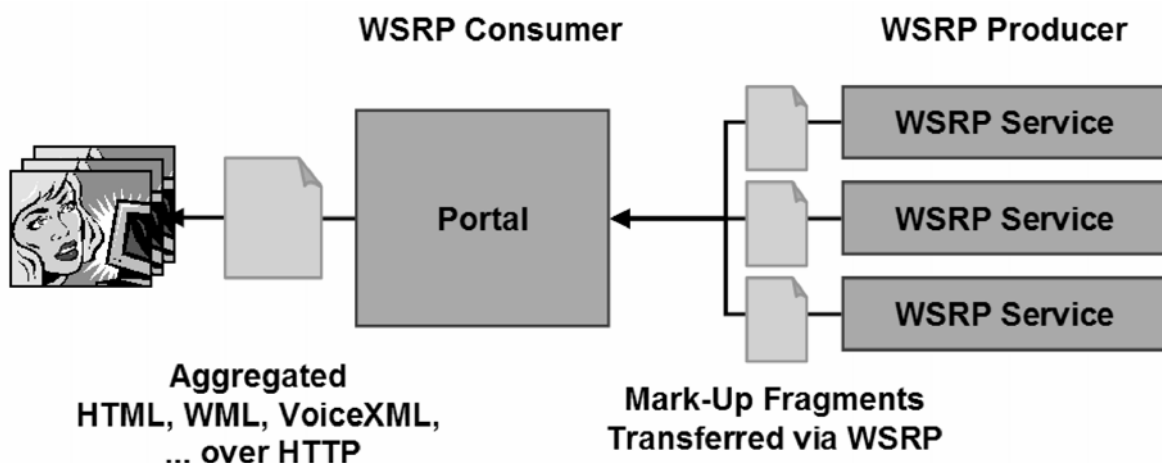 WSRP Consumer
WSRP Producer
WSRP Service
Portal
WSRP Service
WSRP Service
Aggregated
HTML, WML, VoiceXML,
... over HTTP
Mark-Up Fragments
Transferred via WSRP